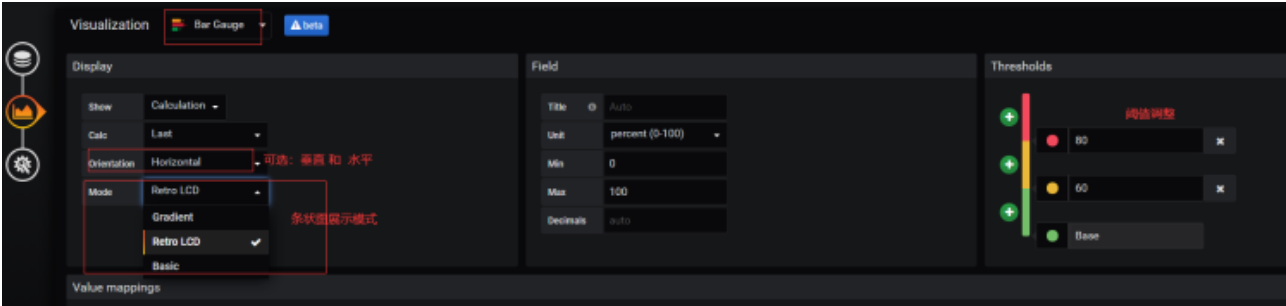 Visualization Bar Gauge beta
Display
Show Calculation
Calc Last
Orientation Horizontal 可选：垂直 和 水平
Mode Retro LCD
Gradient
Retro LCD
Basic
条状图展示模式
Field
Title Auto
Unit percent (0-100)
Min 0
Max 100
Decimals auto
Thresholds
阈值调整
80
60
Base
Value mappings